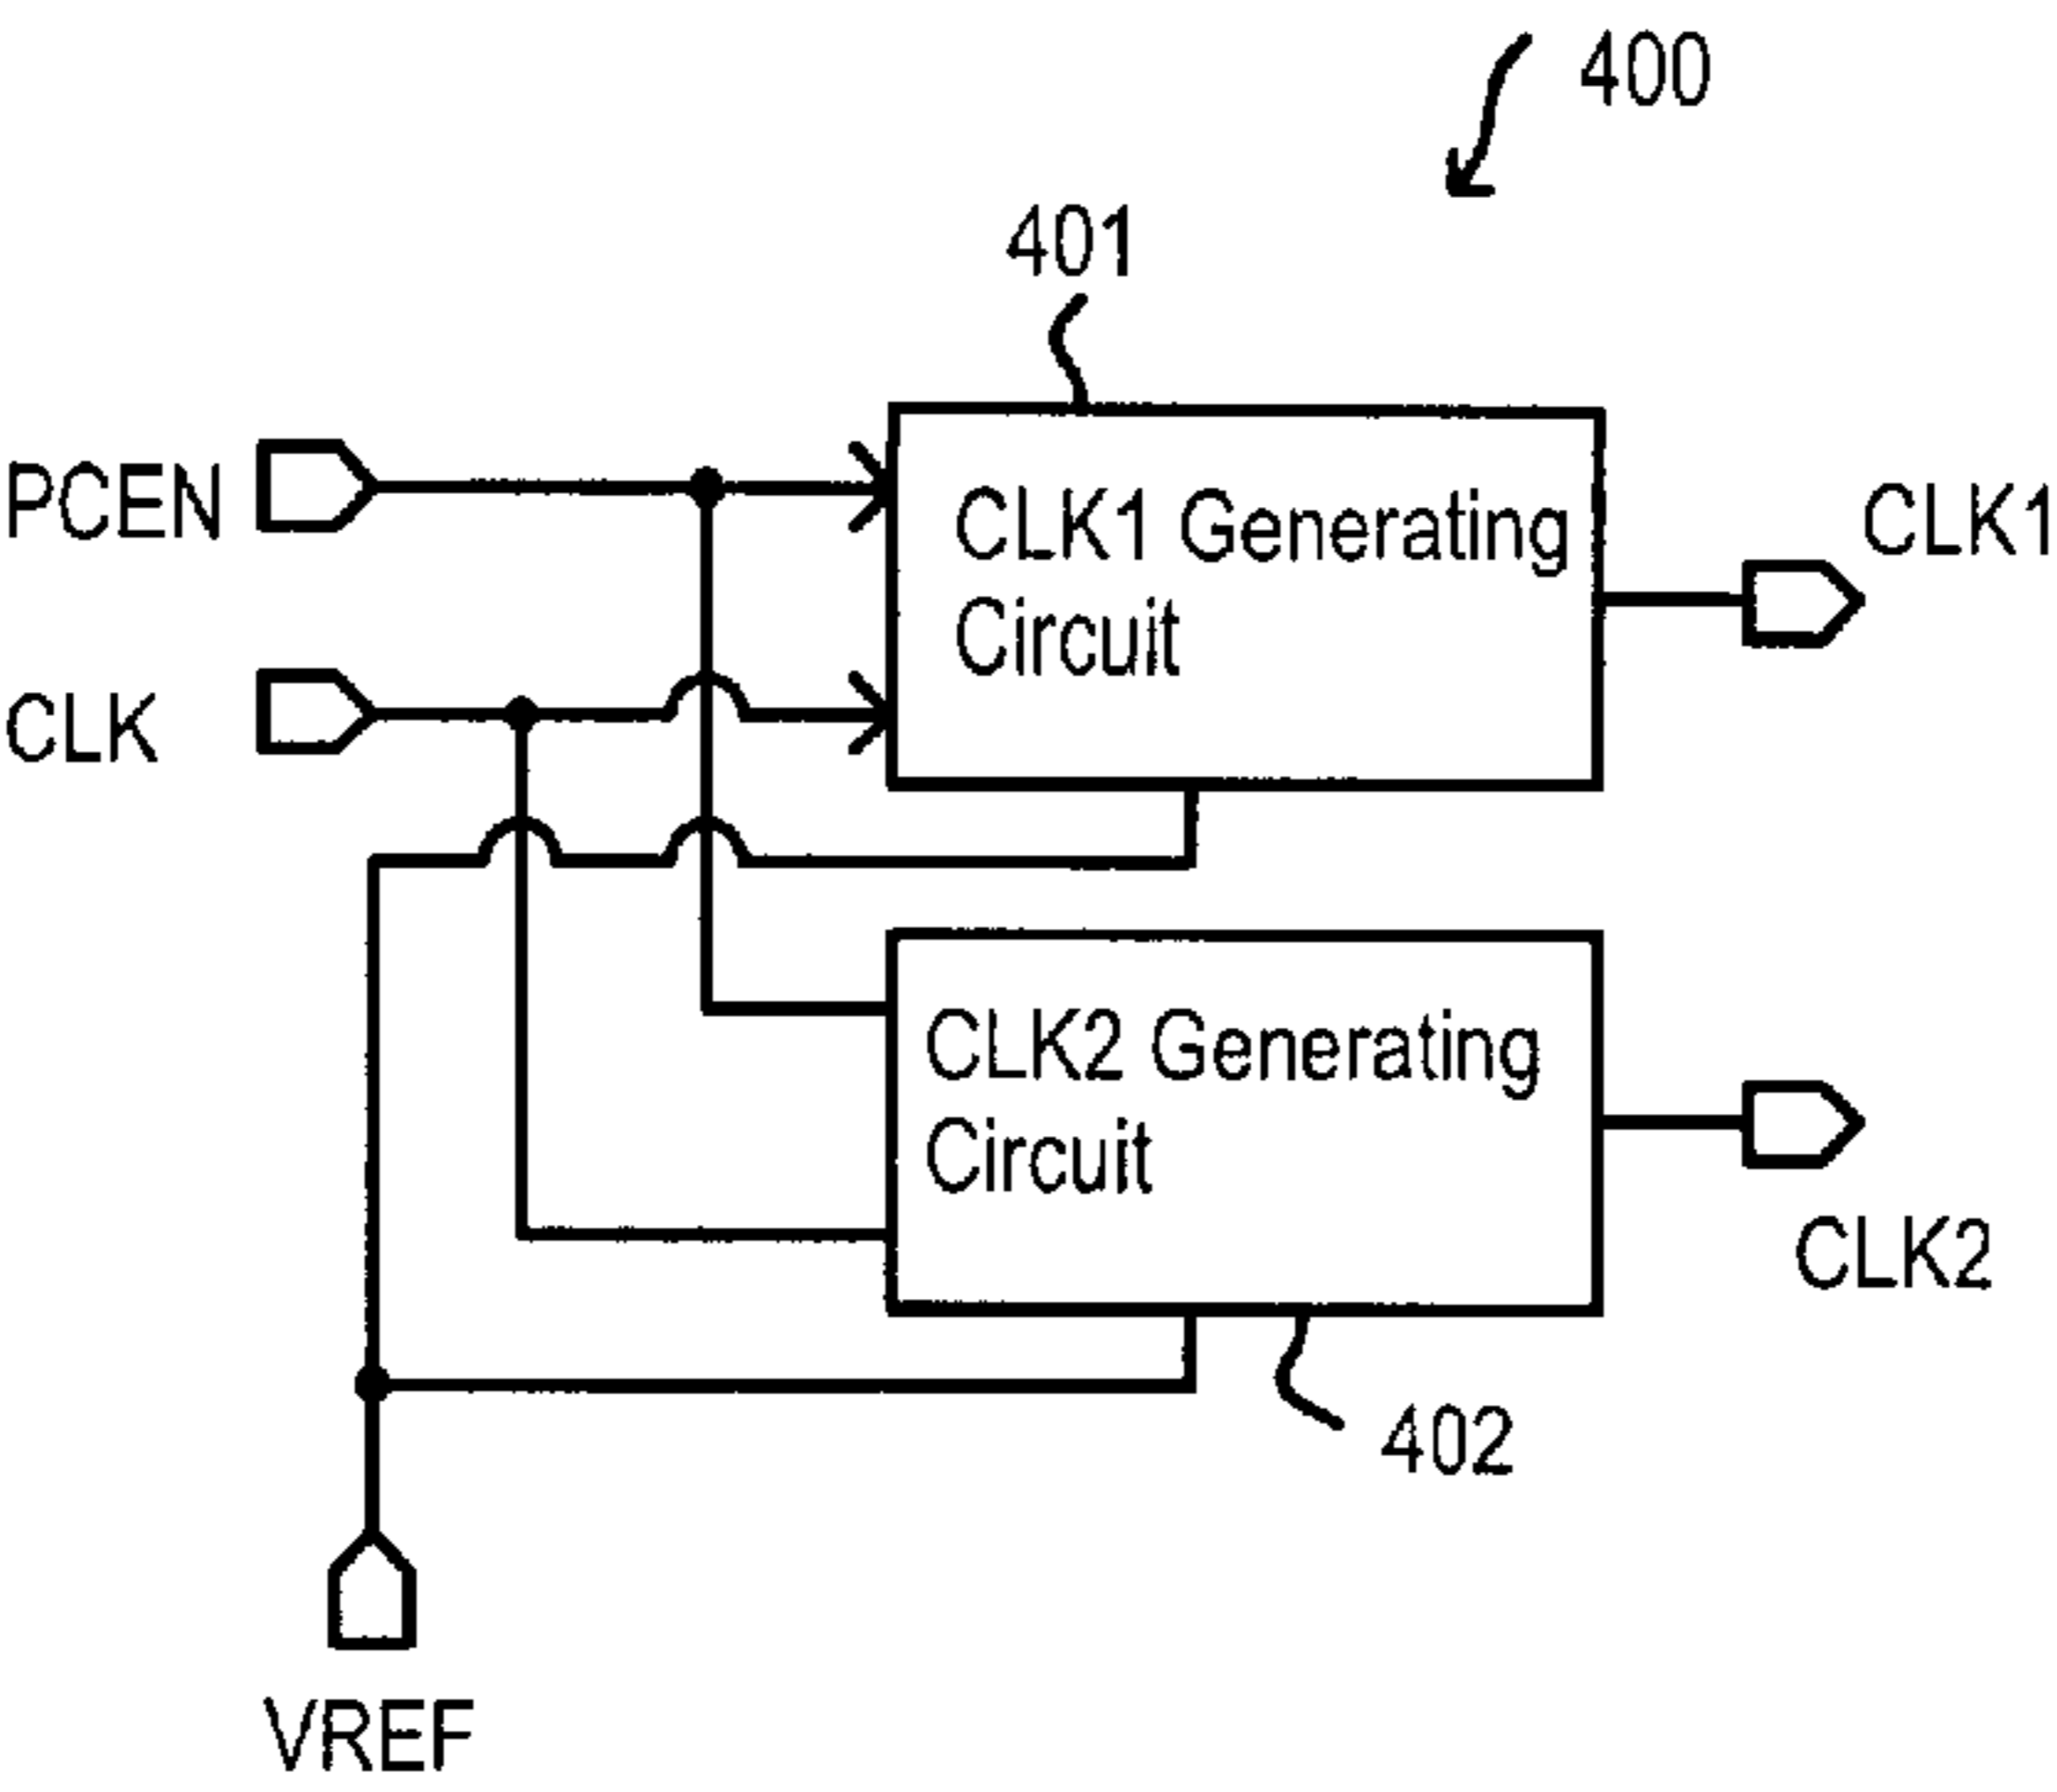 400
401
PCEN
CLK1 Generating
Circuit
CLK1
CLK
CLK2 Generating
Circuit
CLK2
402
VREF